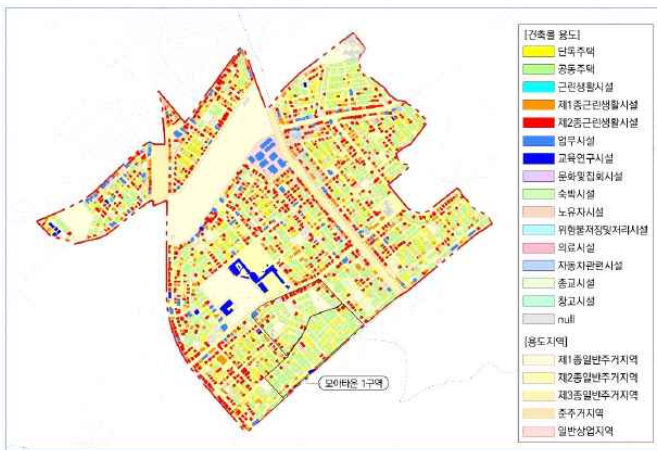 [건축물 용도]
단독주택
공동주택
근린생활시설
제1종근린생활시설
제2종근린생활시설
업무시설
교육연구시설
문화및집회시설
숙박시설
노유자시설
위험물저장및처리시설
의료시설
자동차관련시설
종교시설
창고시설
null
[용도지역]
제1종일반주거지역
제2종일반주거지역
제3종일반주거지역
준주거지역
일반상업지역
모아타운 1구역